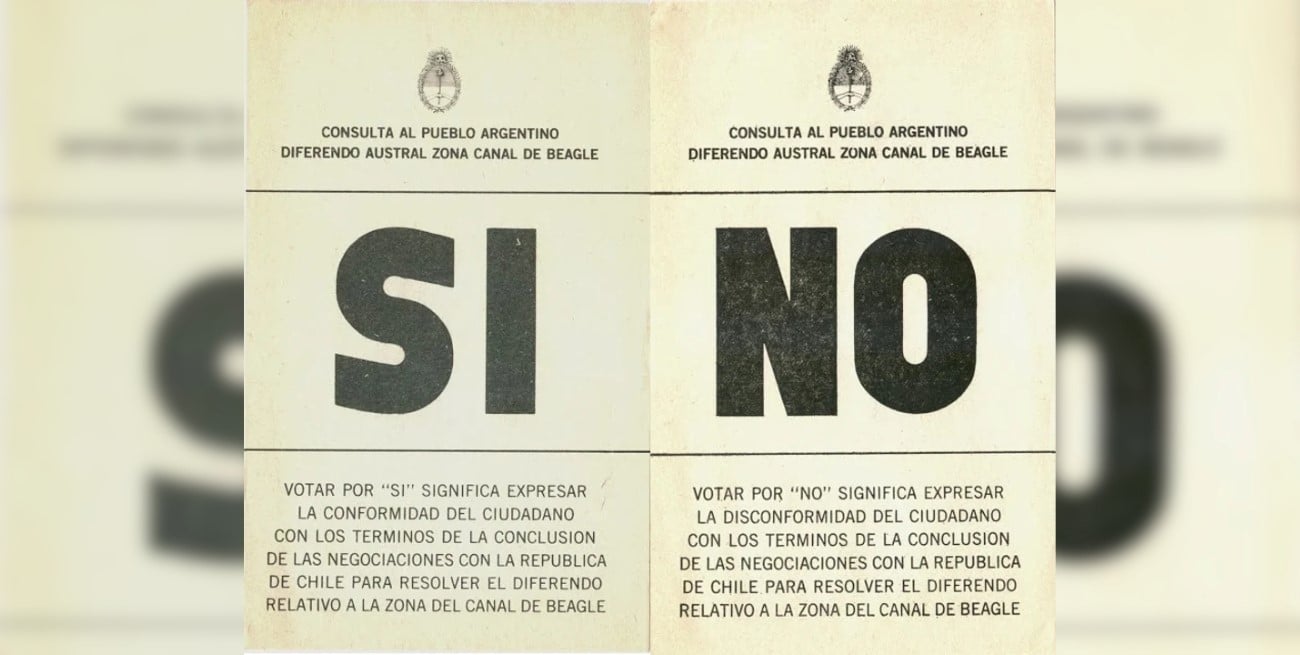 CONSULTA AL PUEBLO ARGENTINO
DIFERENDO AUSTRAL ZONA CANAL DE BEAGLE
SI
VOTAR POR "SI" SIGNIFICA EXPRESAR
LA CONFORMIDAD DEL CIUDADANO
CON LOS TERMINOS DE LA CONCLUSION
DE LAS NEGOCIACIONES CON LA REPUBLICA
DE CHILE PARA RESOLVER EL DIFERENDO
RELATIVO A LA ZONA DEL CANAL DE BEAGLE
CONSULTA AL PUEBLO ARGENTINO
DIFERENDO AUSTRAL ZONA CANAL DE BEAGLE
NO
VOTAR POR "NO" SIGNIFICA EXPRESAR
LA DISCONFORMIDAD DEL CIUDADANO
CON LOS TERMINOS DE LA CONCLUSION
DE LAS NEGOCIACIONES CON LA REPUBLICA
DE CHILE PARA RESOLVER EL DIFERENDO
RELATIVO A LA ZONA DEL CANAL DE BEAGLE